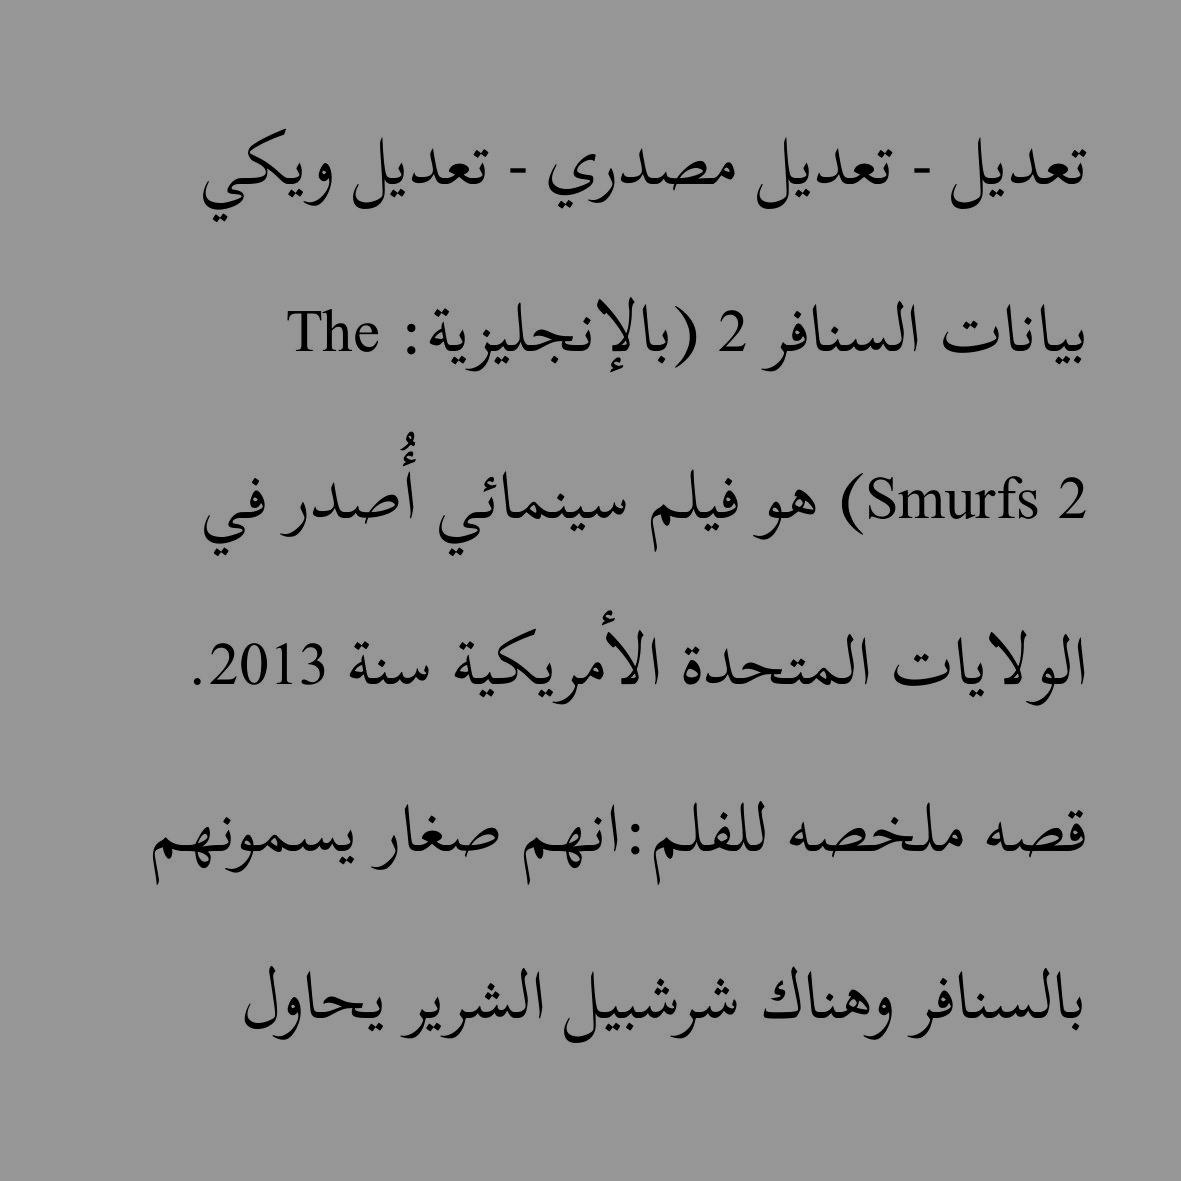 تعديل - تعديل مصدري - تعديل ويكي
بيانات السنافر 2 (بالإنجليزية: The
Smurfs 2) هو فيلم سينمائي أُصدر في
الولايات المتحدة الأمريكية سنة 2013.
قصه ملخصه للفلم:انهم صغار يسمونهم
بالسنافر وهناك شرشبيل الشرير يحاول